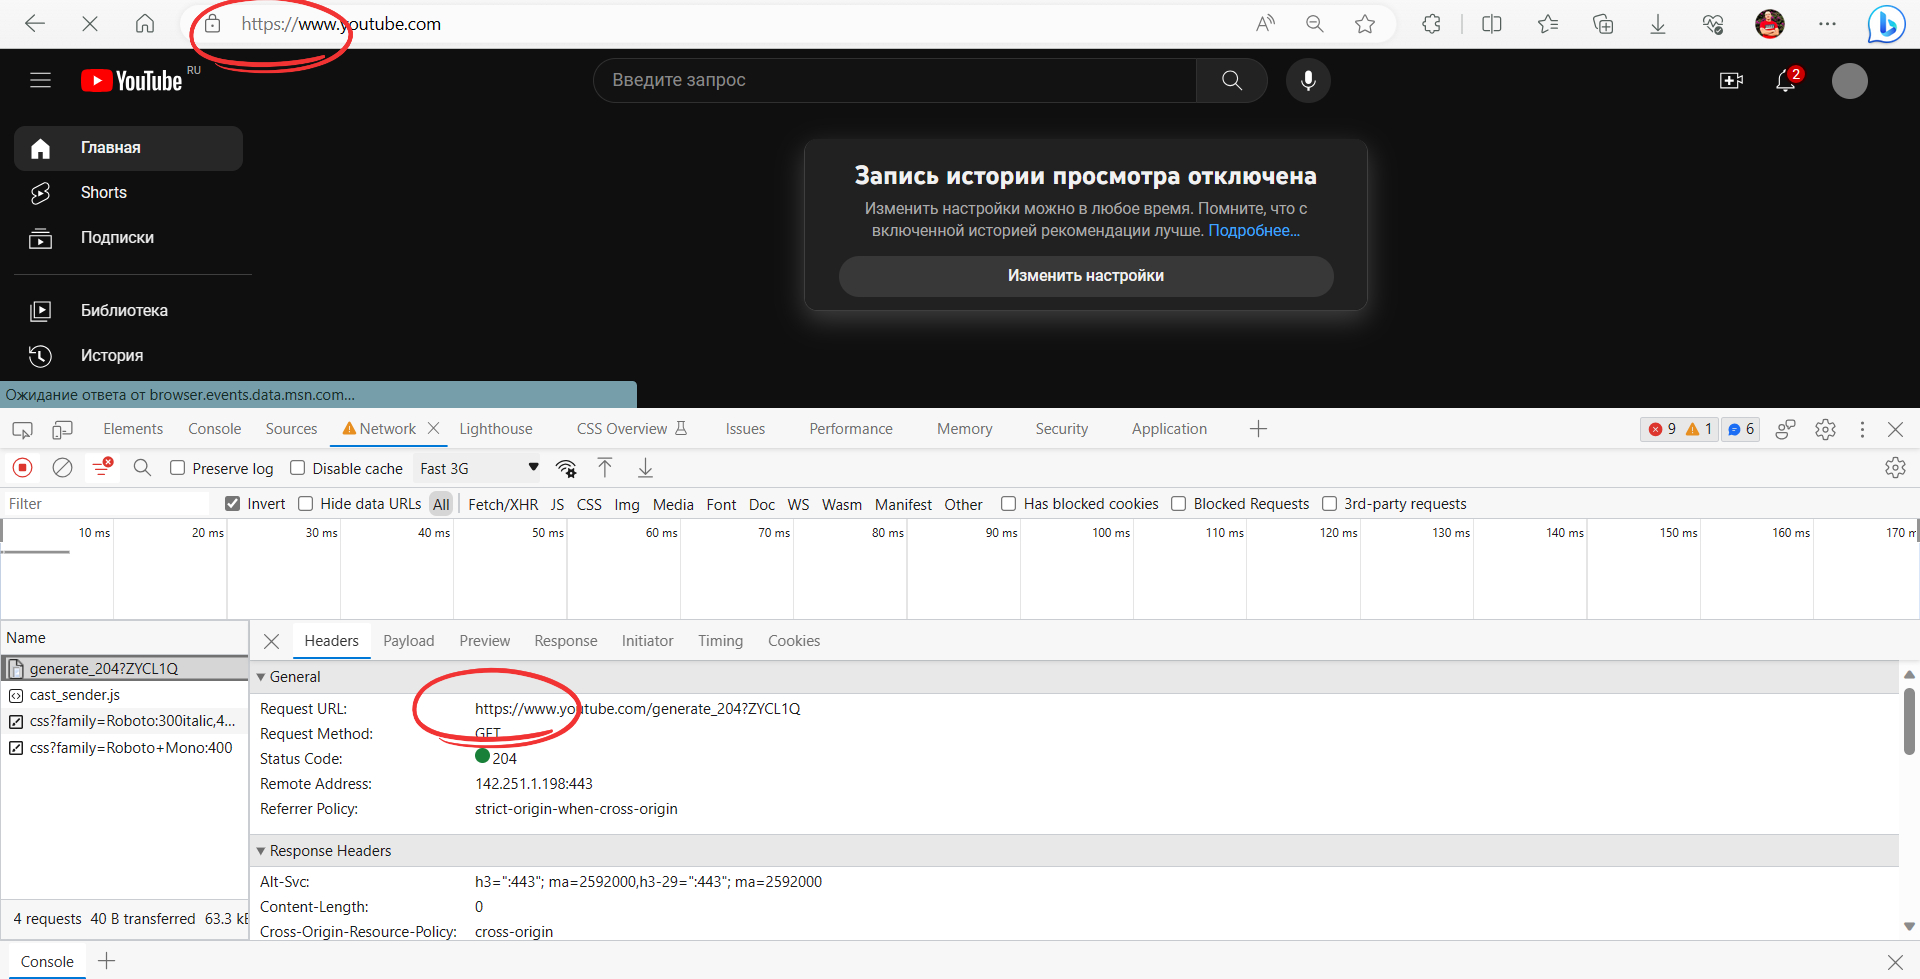 https://www.youtube.com
YouTube RU
Введите запрос
2
Главная
Shorts
Подписки
Библиотека
История
Запись истории просмотра отключена
Изменить настройки можно в любое время. Помните, что с
включенной историей рекомендации лучше. Подробнее...
Изменить настройки
Ожидание ответа от browser.events.data.msn.com...
Elements Console Sources Network Lighthouse CSS Overview Issues Performance Memory Security Application 9 1 6
Preserve log Disable cache Fast 3G
Filter Invert Hide data URLs All Fetch/XHR JS CSS Img Media Font Doc WS Wasm Manifest Other Has blocked cookies Blocked Requests 3rd-party requests
10 ms 20 ms 30 ms 40 ms 50 ms 60 ms 70 ms 80 ms 90 ms 100 ms 110 ms 120 ms 130 ms 140 ms 150 ms 160 ms 170 m
Name
generate_204?ZYCL1Q
cast_sender.js
css?family=Roboto:300italic,4...
css?family=Roboto+Mono:400
4 requests 40 B transferred 63.3 kB
Headers Payload Preview Response Initiator Timing Cookies
General
Request URL: https://www.youtube.com/generate_204?ZYCL1Q
Request Method: GET
Status Code: 204
Remote Address: 142.251.1.198:443
Referrer Policy: strict-origin-when-cross-origin
Response Headers
Alt-Svc: h3=":443"; ma=2592000,h3-29=":443"; ma=2592000
Content-Length: 0
Cross-Origin-Resource-Policy: cross-origin
Console